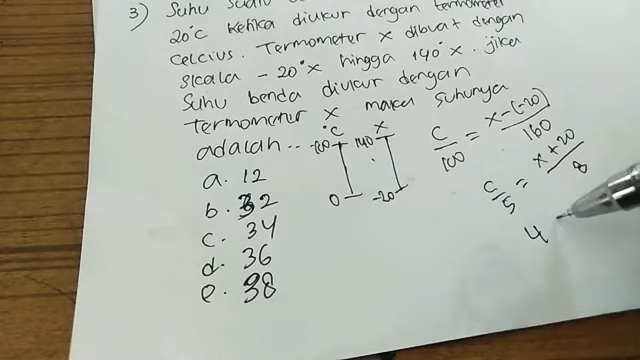 3) Suhu
20°C ketika diukur dengan termometer
Celcius. Termometer X dibuat dengan
skala -20°X hingga 140°X. jika
Suhu benda diukur dengan
termometer X maka suhunya
adalah...
a. 12
b. 32
c. 34
d. 36
e. 38
°C X
100 140
0 -20
C/100 = X-(-20)/160
C/5 = X+20/8
4